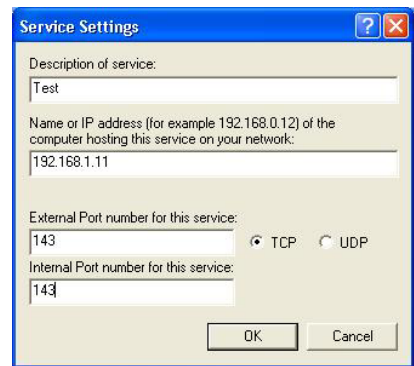 Service Settings
Description of service:
Test
Name or IP address (for example 192.168.0.12) of the
computer hosting this service on your network:
192.168.1.11
External Port number for this service:
143
TCP UDP
Internal Port number for this service:
143
OK Cancel